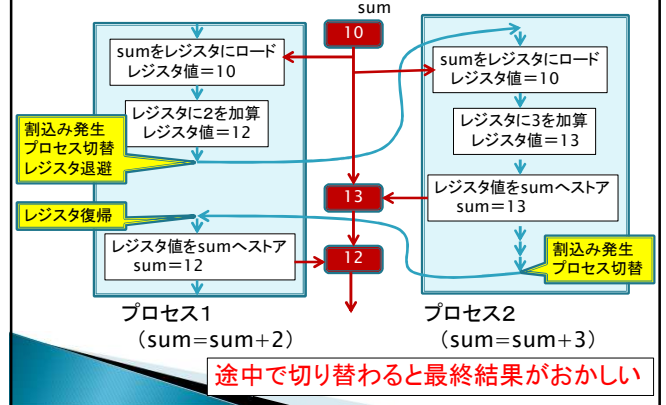 sum
10
sumをレジスタにロード
レジスタ値＝10
レジスタに2を加算
レジスタ値＝12
割込み発生
プロセス切替
レジスタ退避
sumをレジスタにロード
レジスタ値＝10
レジスタに3を加算
レジスタ値＝13
レジスタ値をsumへストア
sum＝13
13
割込み発生
プロセス切替
レジスタ復帰
レジスタ値をsumへストア
sum＝12
12
プロセス1
（sum=sum+2）
プロセス2
（sum=sum+3）
途中で切り替わると最終結果がおかしい